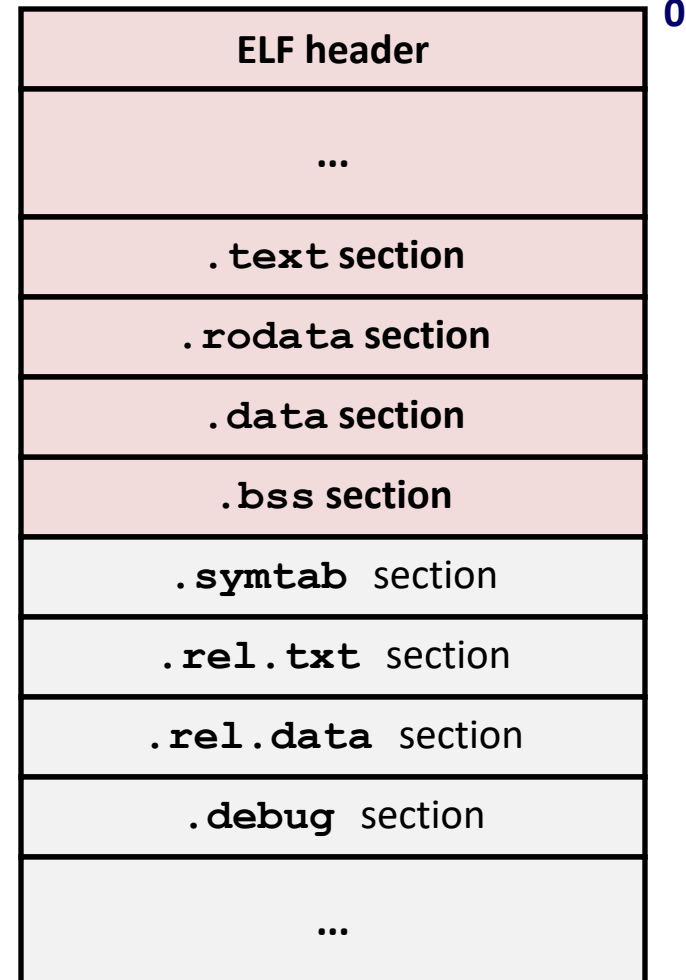 0
ELF header
...
.text section
.rodata section
.data section
.bss section
.symtab section
.rel.txt section
.rel.data section
.debug section
...